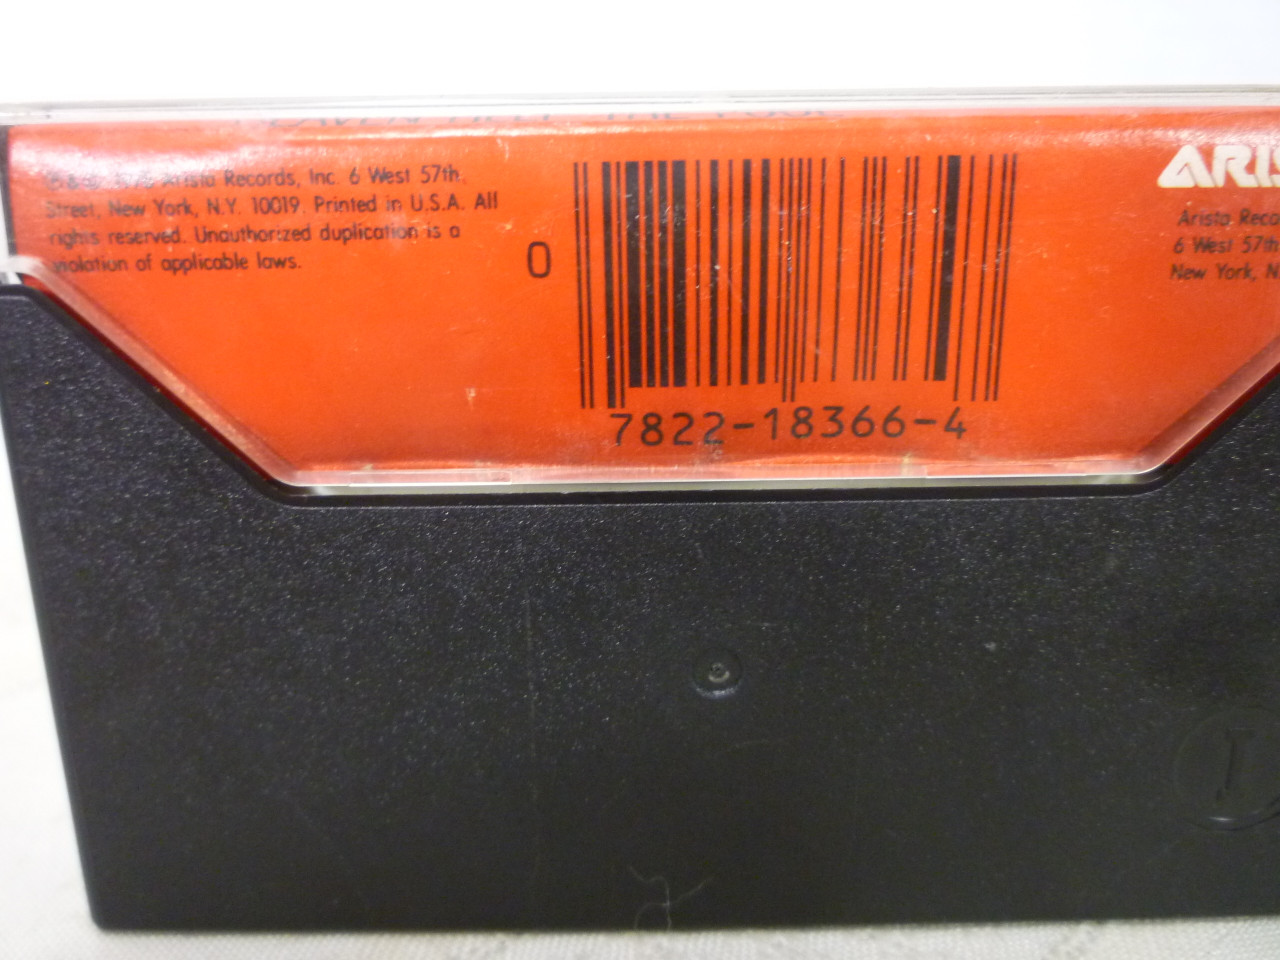 Arista Records, Inc. 6 West 57th
Street, New York, N.Y. 10019. Printed in U.S.A. All
rights reserved. Unauthorized duplication is a
violation of applicable laws.
0
7822-18366-4
ARIS
Arista Reco
6 West 57th
New York, N